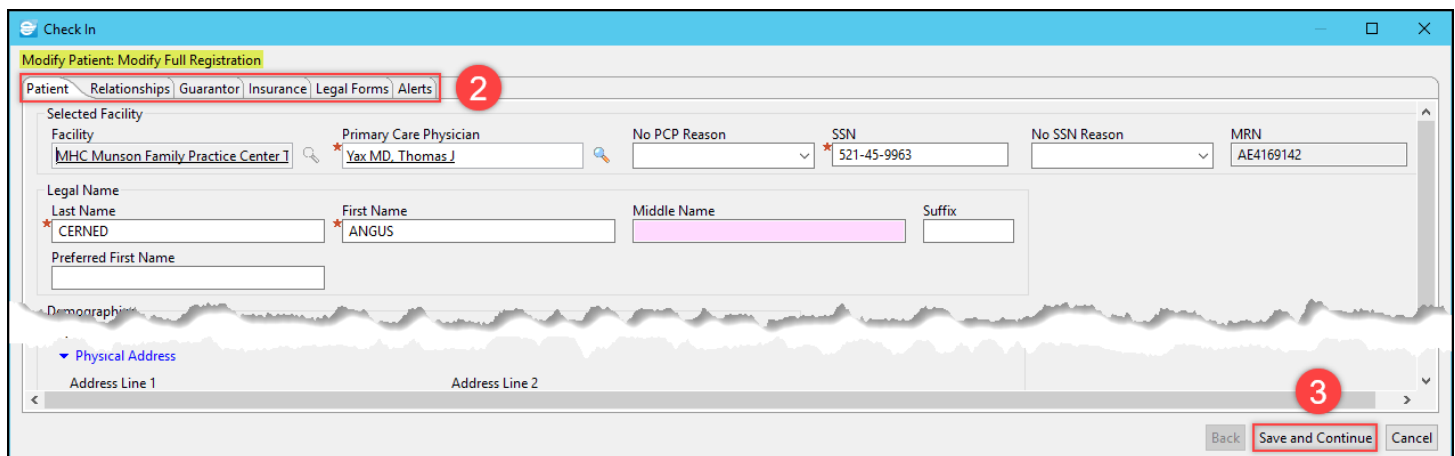 Check In
Modify Patient: Modify Full Registration
Patient Relationships Guarantor Insurance Legal Forms Alerts
2
Selected Facility
Facility Primary Care Physician No PCP Reason SSN No SSN Reason MRN
MHC Munson Family Practice Center T * Yax MD, Thomas J * 521-45-9963 AE4169142
Legal Name
Last Name First Name Middle Name Suffix
* CERNED * ANGUS
Preferred First Name
Physical Address
Address Line 1 Address Line 2
3
Back Save and Continue Cancel